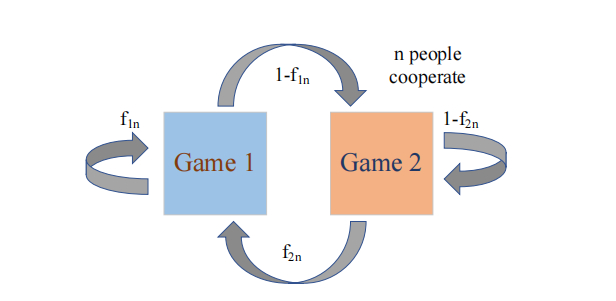 n people
cooperate
1-f1n
f1n
1-f2n
Game 1
Game 2
f2n